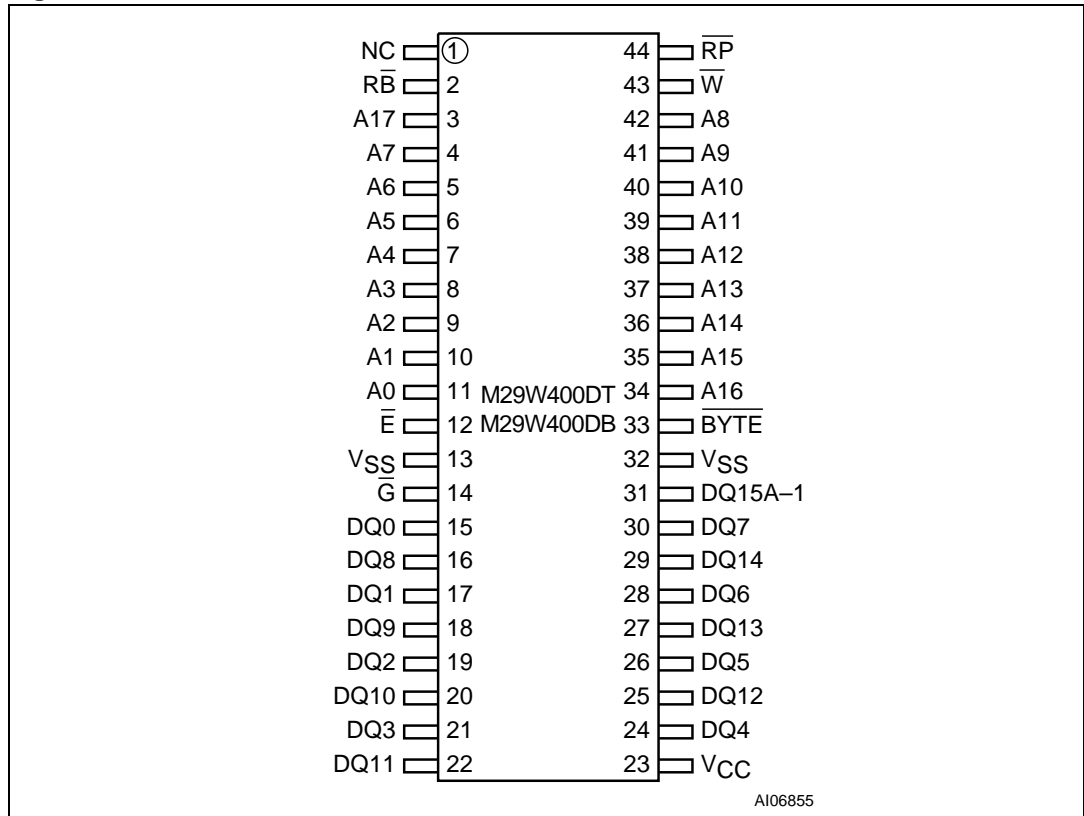 NC 1 44 R̅P̅
RB̅ 2 43 W̅
A17 3 42 A8
A7 4 41 A9
A6 5 40 A10
A5 6 39 A11
A4 7 38 A12
A3 8 37 A13
A2 9 36 A14
A1 10 35 A15
A0 11 M29W400DT 34 A16
E̅ 12 M29W400DB 33 B̅Y̅T̅E̅
VSS 13 32 VSS
G̅ 14 31 DQ15A–1
DQ0 15 30 DQ7
DQ8 16 29 DQ14
DQ1 17 28 DQ6
DQ9 18 27 DQ13
DQ2 19 26 DQ5
DQ10 20 25 DQ12
DQ3 21 24 DQ4
DQ11 22 23 VCC
AI06855